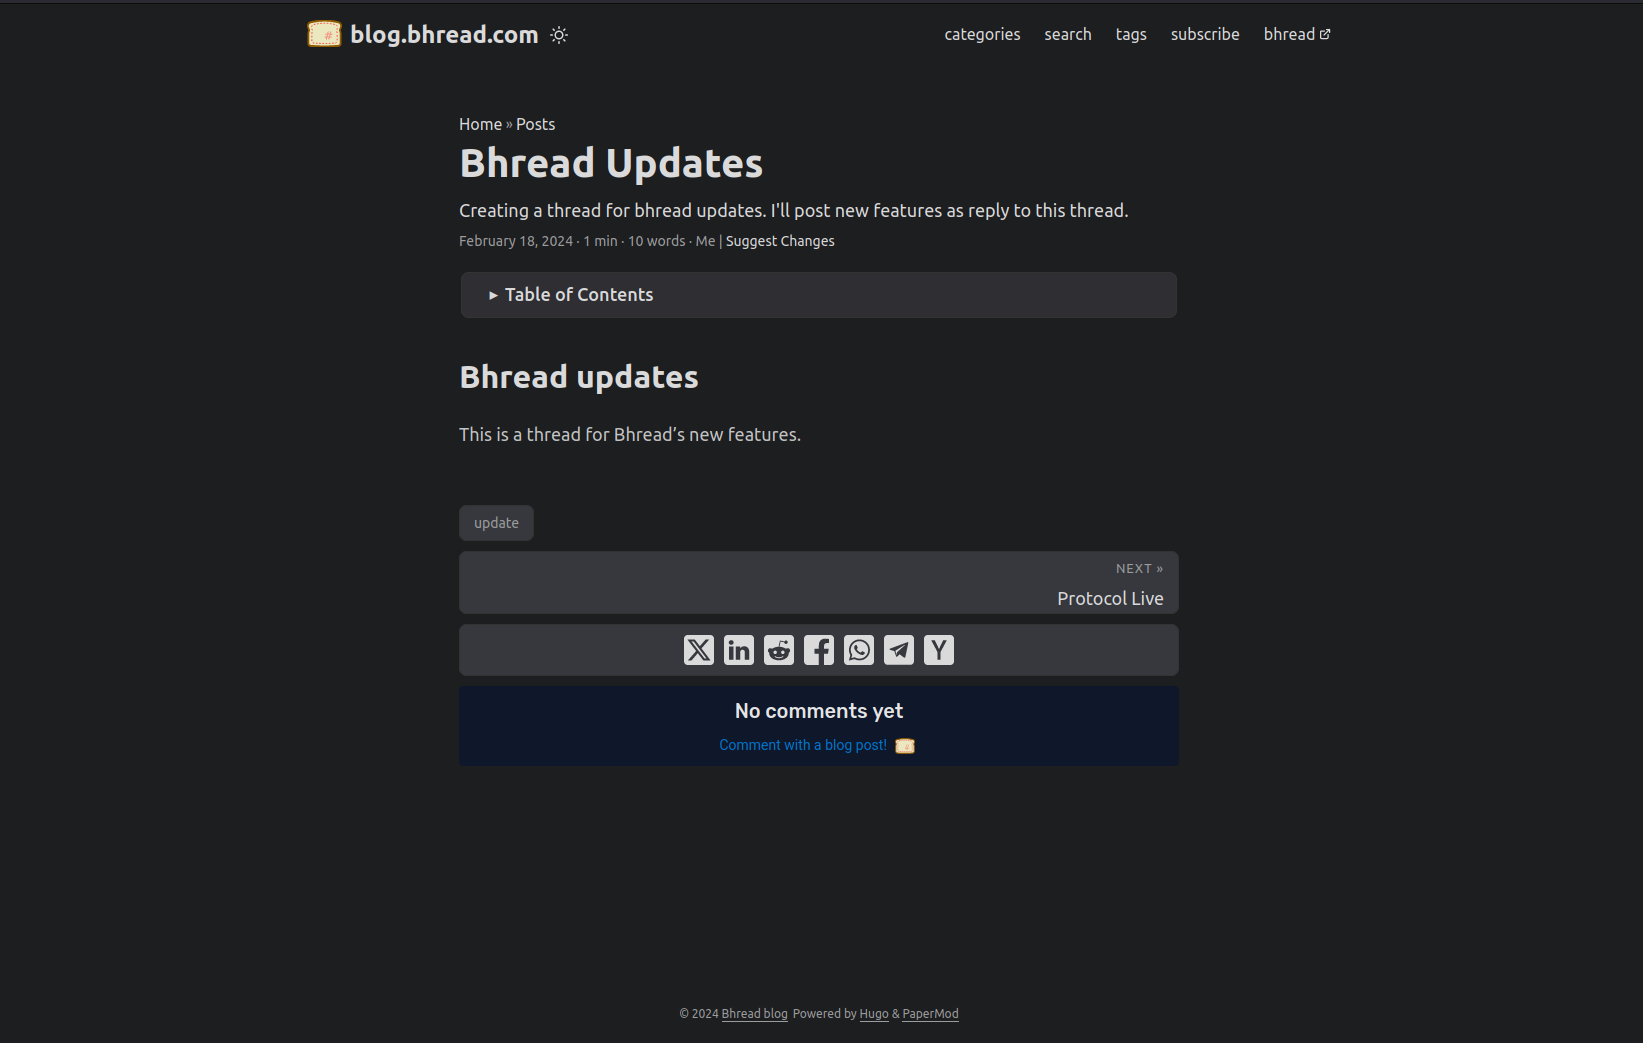 blog.bhread.com
categories search tags subscribe bhread
Home » Posts
Bhread Updates
Creating a thread for bhread updates. I'll post new features as reply to this thread.
February 18, 2024 · 1 min · 10 words · Me | Suggest Changes
Table of Contents
Bhread updates
This is a thread for Bhread’s new features.
update
NEXT »
Protocol Live
No comments yet
Comment with a blog post!
© 2024 Bhread blog Powered by Hugo & PaperMod